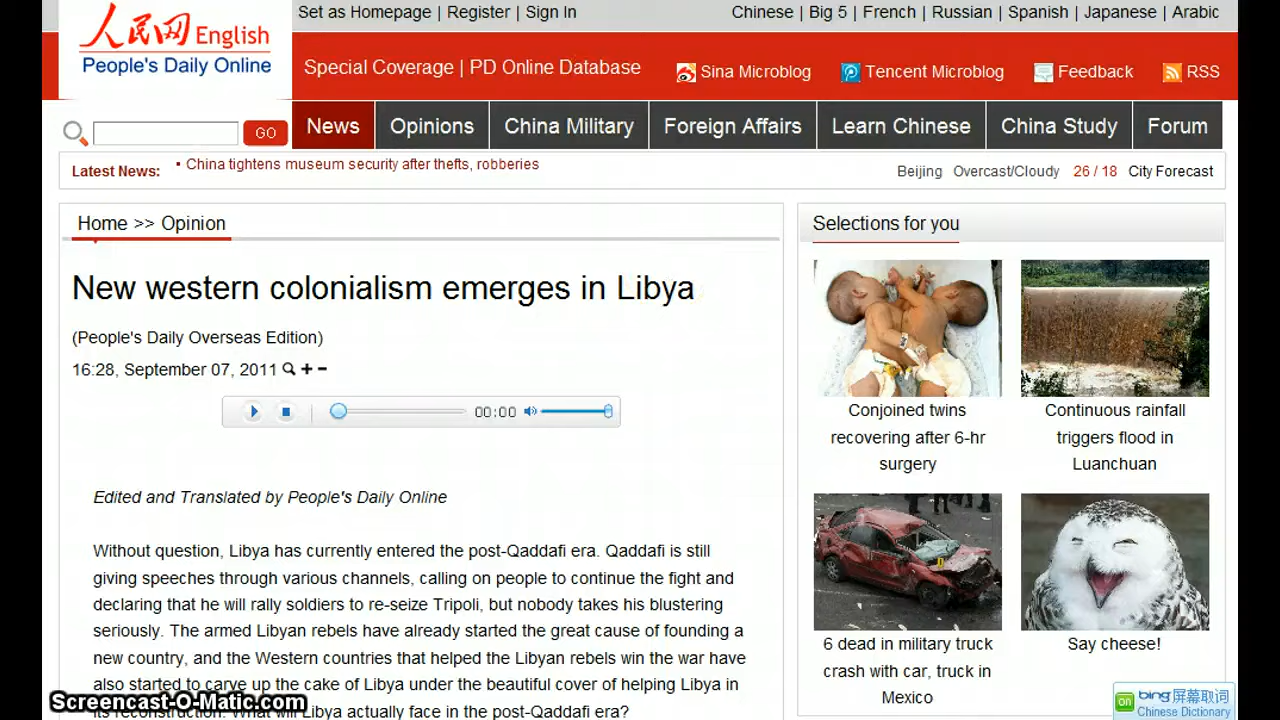 Set as Homepage | Register | Sign In
Chinese | Big 5 | French | Russian | Spanish | Japanese | Arabic
人民网 English
People's Daily Online
Special Coverage | PD Online Database
Sina Microblog
Tencent Microblog
Feedback
RSS
GO
News
Opinions
China Military
Foreign Affairs
Learn Chinese
China Study
Forum
Latest News:
China tightens museum security after thefts, robberies
Beijing Overcast/Cloudy 26 / 18 City Forecast
Home >> Opinion
New western colonialism emerges in Libya
(People's Daily Overseas Edition)
16:28, September 07, 2011
00:00
Edited and Translated by People's Daily Online
Without question, Libya has currently entered the post-Qaddafi era. Qaddafi is still
giving speeches through various channels, calling on people to continue the fight and
declaring that he will rally soldiers to re-seize Tripoli, but nobody takes his blustering
seriously. The armed Libyan rebels have already started the great cause of founding a
new country, and the Western countries that helped the Libyan rebels win the war have
also started to carve up the cake of Libya under the beautiful cover of helping Libya in
its reconstruction. What will Libya actually face in the post-Qaddafi era?
Selections for you
Conjoined twins
recovering after 6-hr
surgery
Continuous rainfall
triggers flood in
Luanchuan
6 dead in military truck
crash with car, truck in
Mexico
Say cheese!
Screencast-O-Matic.com
on
bing 屏幕取词
Chinese Dictionary